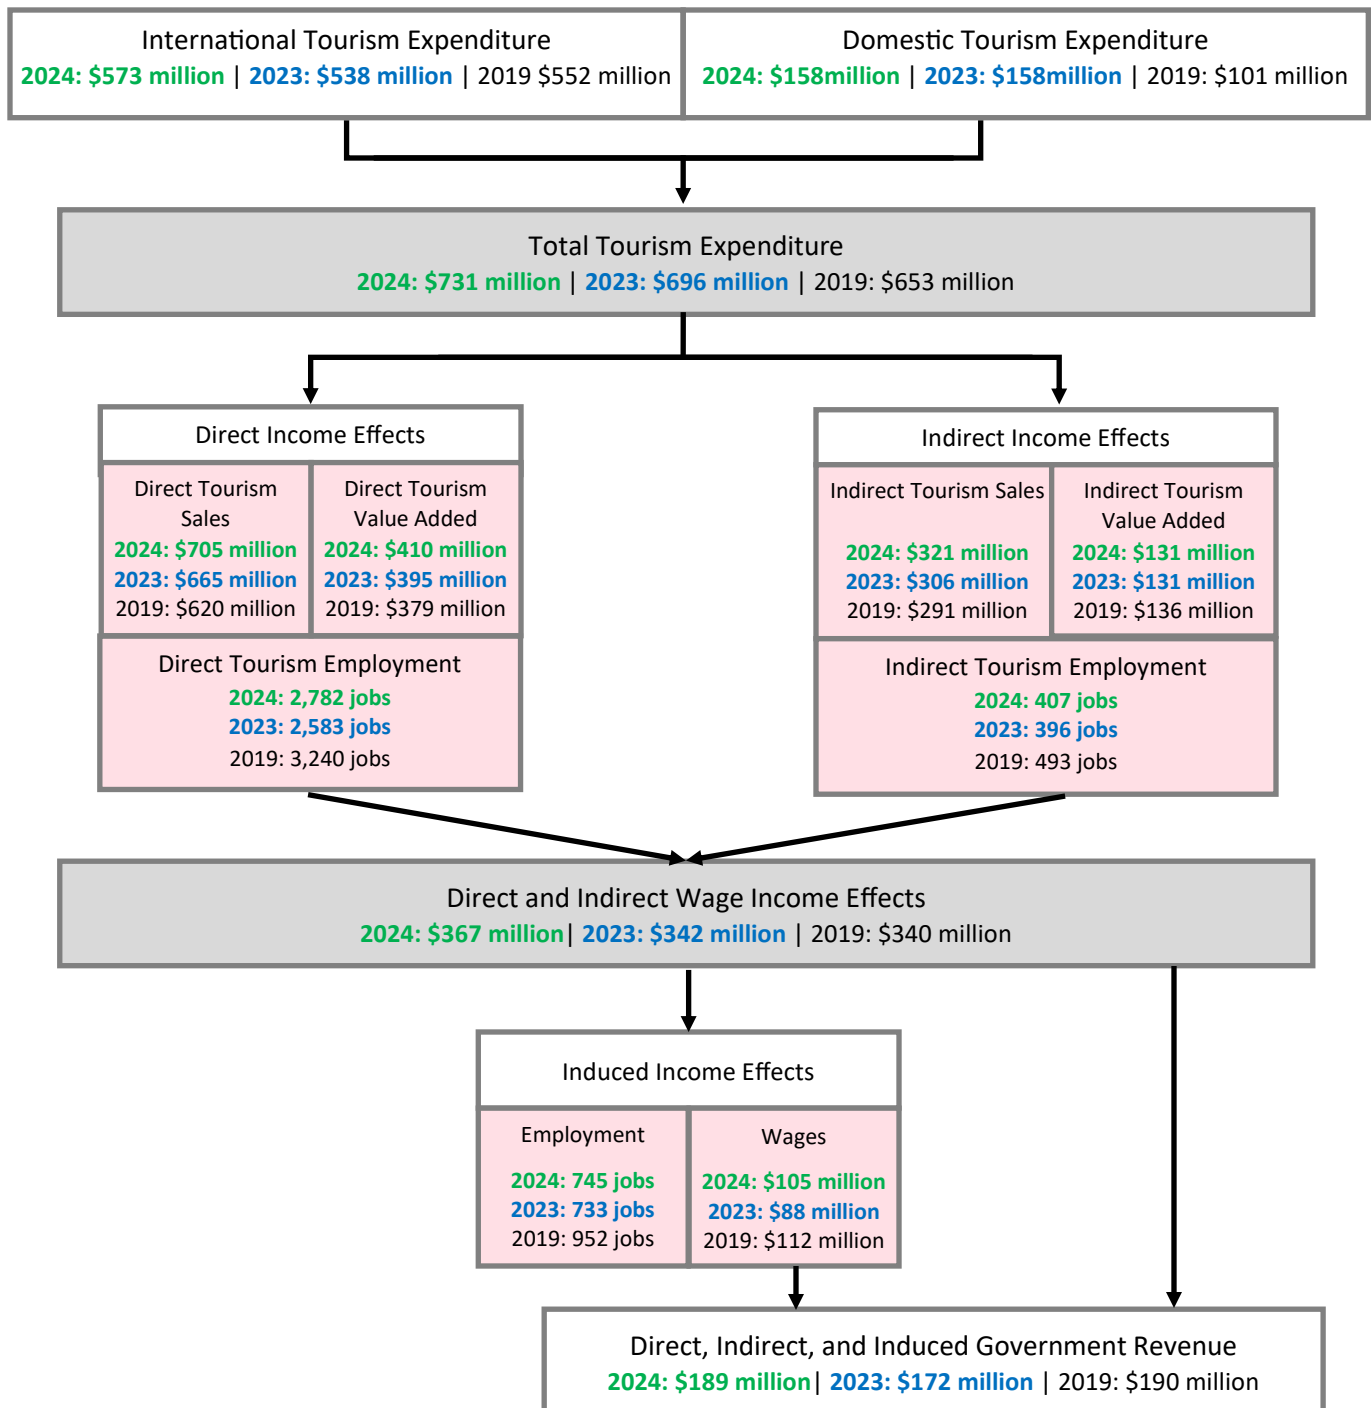 International Tourism Expenditure
2024: $573 million | 2023: $538 million | 2019 $552 million
Domestic Tourism Expenditure
2024: $158million | 2023: $158million | 2019: $101 million
Total Tourism Expenditure
2024: $731 million | 2023: $696 million | 2019: $653 million
Direct Income Effects
Direct Tourism
Sales
2024: $705 million
2023: $665 million
2019: $620 million
Direct Tourism
Value Added
2024: $410 million
2023: $395 million
2019: $379 million
Direct Tourism Employment
2024: 2,782 jobs
2023: 2,583 jobs
2019: 3,240 jobs
Indirect Income Effects
Indirect Tourism Sales
2024: $321 million
2023: $306 million
2019: $291 million
Indirect Tourism
Value Added
2024: $131 million
2023: $131 million
2019: $136 million
Indirect Tourism Employment
2024: 407 jobs
2023: 396 jobs
2019: 493 jobs
Direct and Indirect Wage Income Effects
2024: $367 million| 2023: $342 million | 2019: $340 million
Induced Income Effects
Employment
2024: 745 jobs
2023: 733 jobs
2019: 952 jobs
Wages
2024: $105 million
2023: $88 million
2019: $112 million
Direct, Indirect, and Induced Government Revenue
2024: $189 million| 2023: $172 million | 2019: $190 million